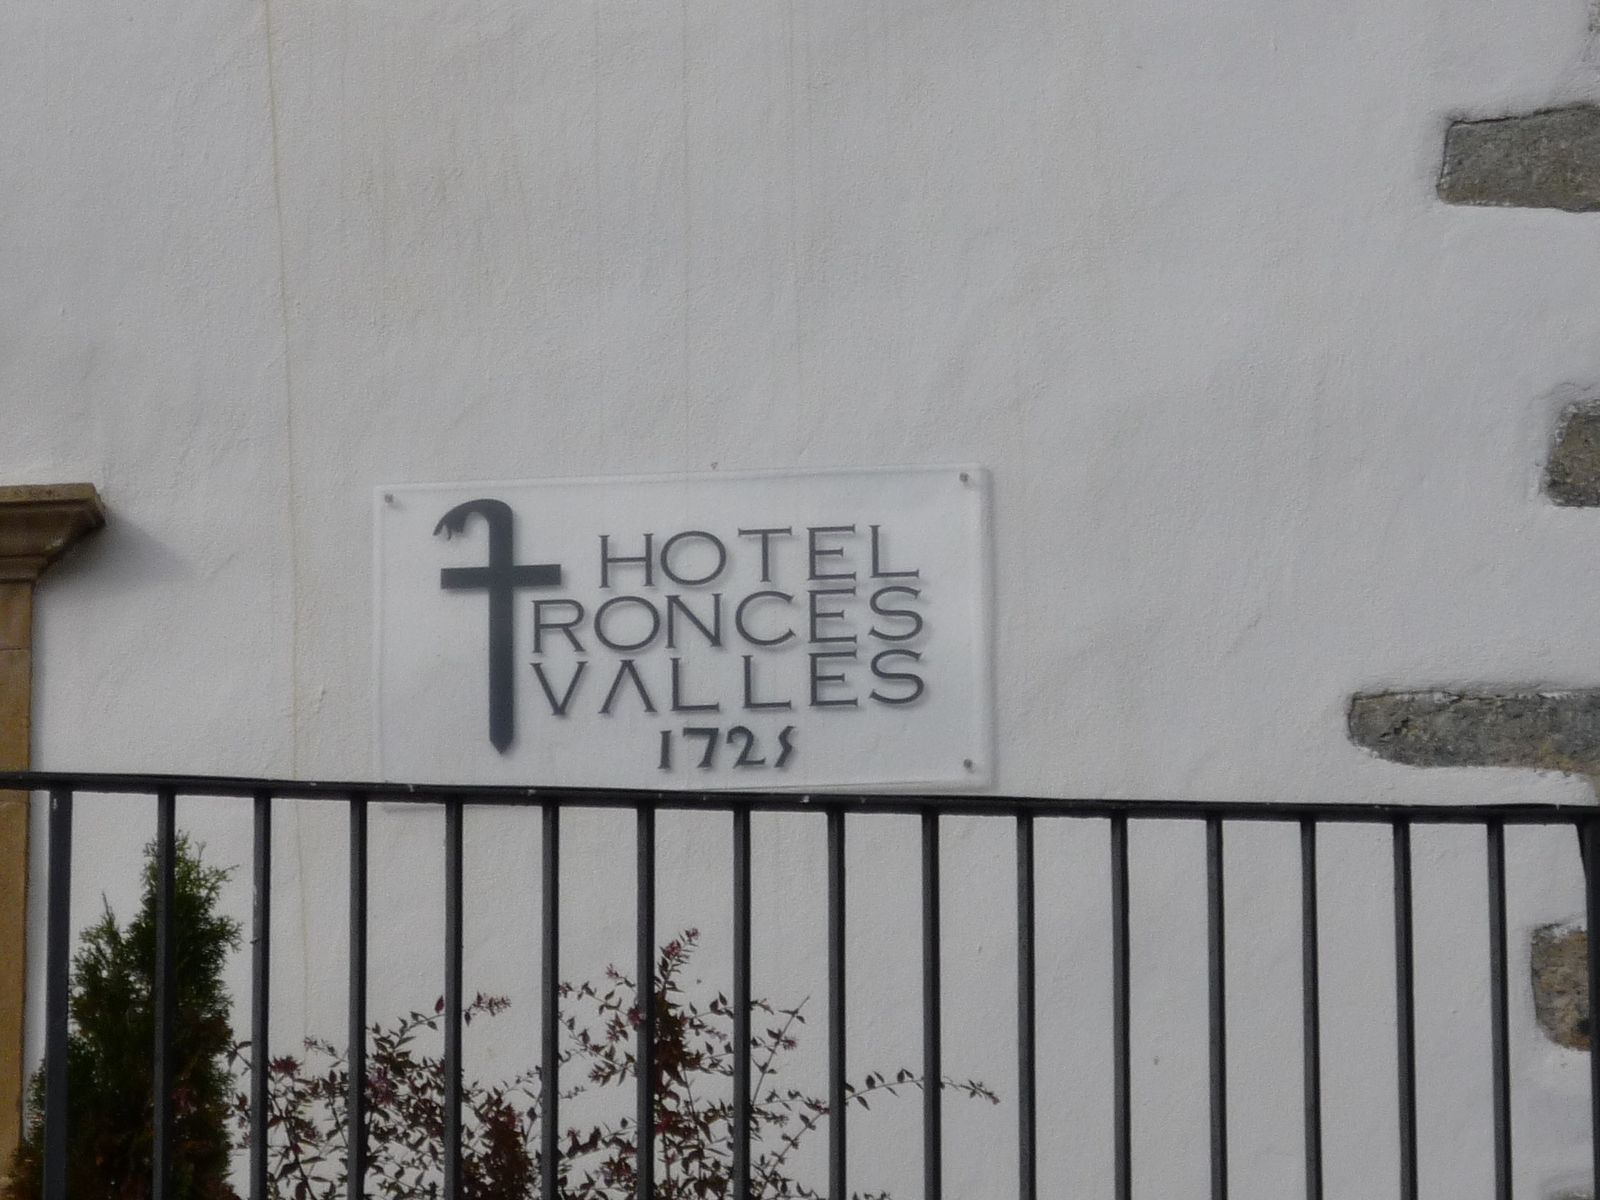 HOTEL
RONCES
VALLES
1725